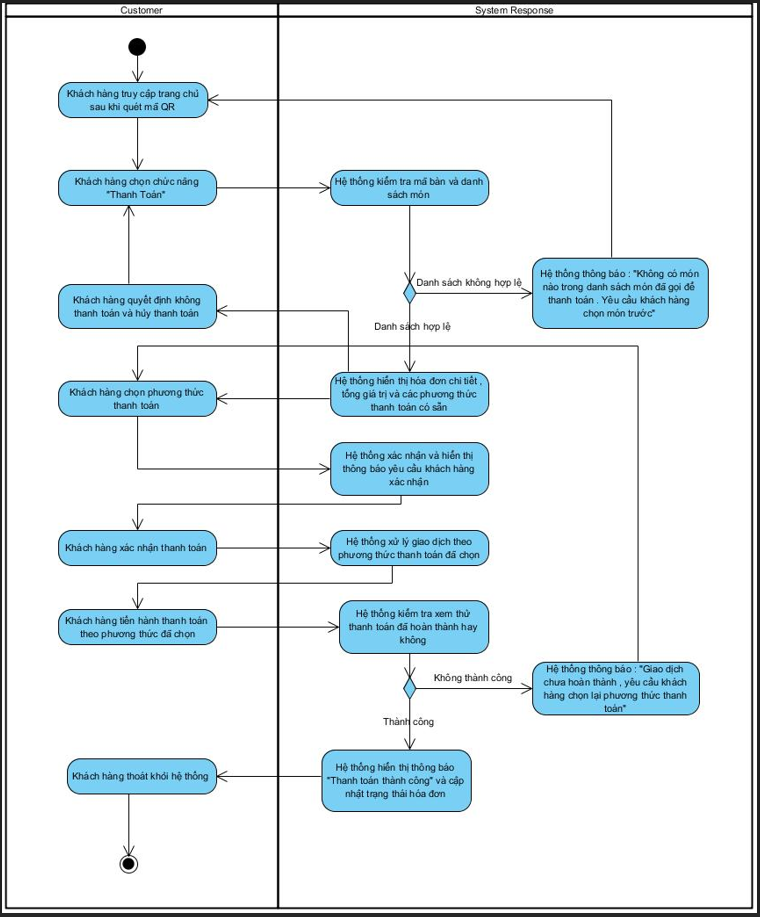 Customer
System Response
Khách hàng truy cập trang chủ
sau khi quét mã QR
Khách hàng chọn chức năng
"Thanh Toán"
Hệ thống kiểm tra mã bàn và danh
sách món
Danh sách không hợp lệ
Hệ thống thông báo : "Không có món
nào trong danh sách món đã gọi để
thanh toán . Yêu cầu khách hàng
chọn món trước"
Khách hàng quyết định không
thanh toán và hủy thanh toán
Danh sách hợp lệ
Khách hàng chọn phương thức
thanh toán
Hệ thống hiển thị hóa đơn chi tiết ,
tổng giá trị và các phương thức
thanh toán có sẵn
Hệ thống xác nhận và hiển thị
thông báo yêu cầu khách hàng
xác nhận
Khách hàng xác nhận thanh toán
Hệ thống xử lý giao dịch theo
phương thức thanh toán đã chọn
Khách hàng tiến hành thanh toán
theo phương thức đã chọn
Hệ thống kiểm tra xem thử
thanh toán đã hoàn thành hay
không
Không thành công
Hệ thống thông báo : "Giao dịch
chưa hoàn thành , yêu cầu khách
hàng chọn lại phương thức thanh
toán"
Thành công
Khách hàng thoát khỏi hệ thống
Hệ thống hiển thị thông báo
"Thanh toán thành công" và cập
nhật trạng thái hóa đơn